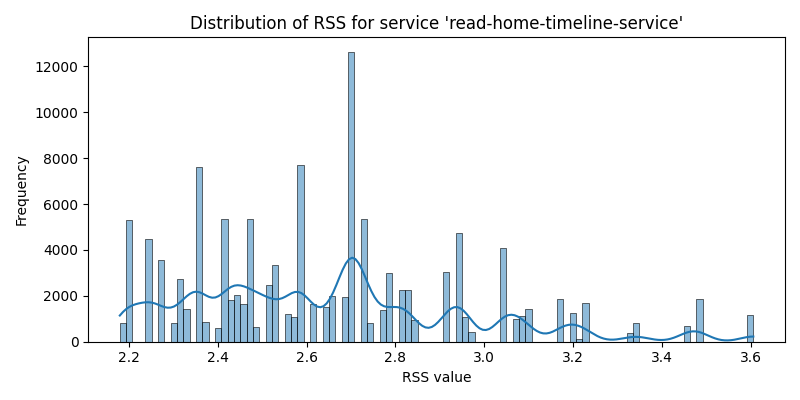 Distribution of RSS for service 'read-home-timeline-service'
Frequency
12000
10000
8000
6000
4000
2000
0
2.2 2.4 2.6 2.8 3.0 3.2 3.4 3.6
RSS value